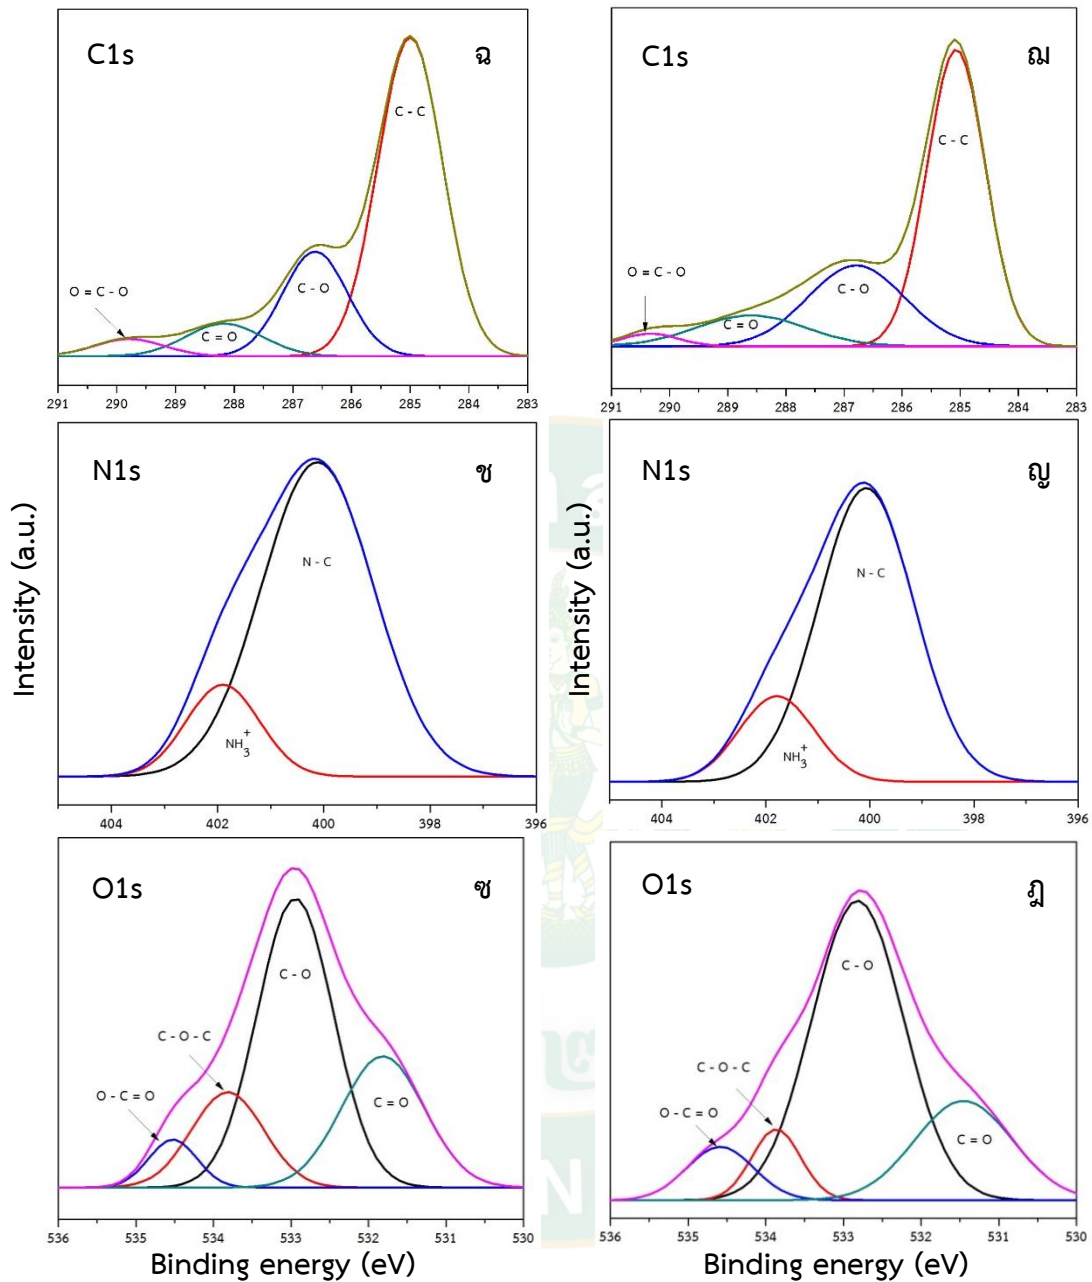 C1s ฉ
C - C
O = C - O
C - O
C = O
291 290 289 288 287 286 285 284 283
C1s ฌ
C - C
O = C - O
C - O
C = O
291 290 289 288 287 286 285 284 283
N1s ช
N - C
NH3+
404 402 400 398 396
Intensity (a.u.)
N1s ญ
N - C
NH3+
404 402 400 398 396
Intensity (a.u.)
O1s ซ
C - O
C - O - C
O - C = O
C = O
536 535 534 533 532 531 530
Binding energy (eV)
O1s ฎ
C - O
C - O - C
O - C = O
C = O
536 535 534 533 532 531 530
Binding energy (eV)